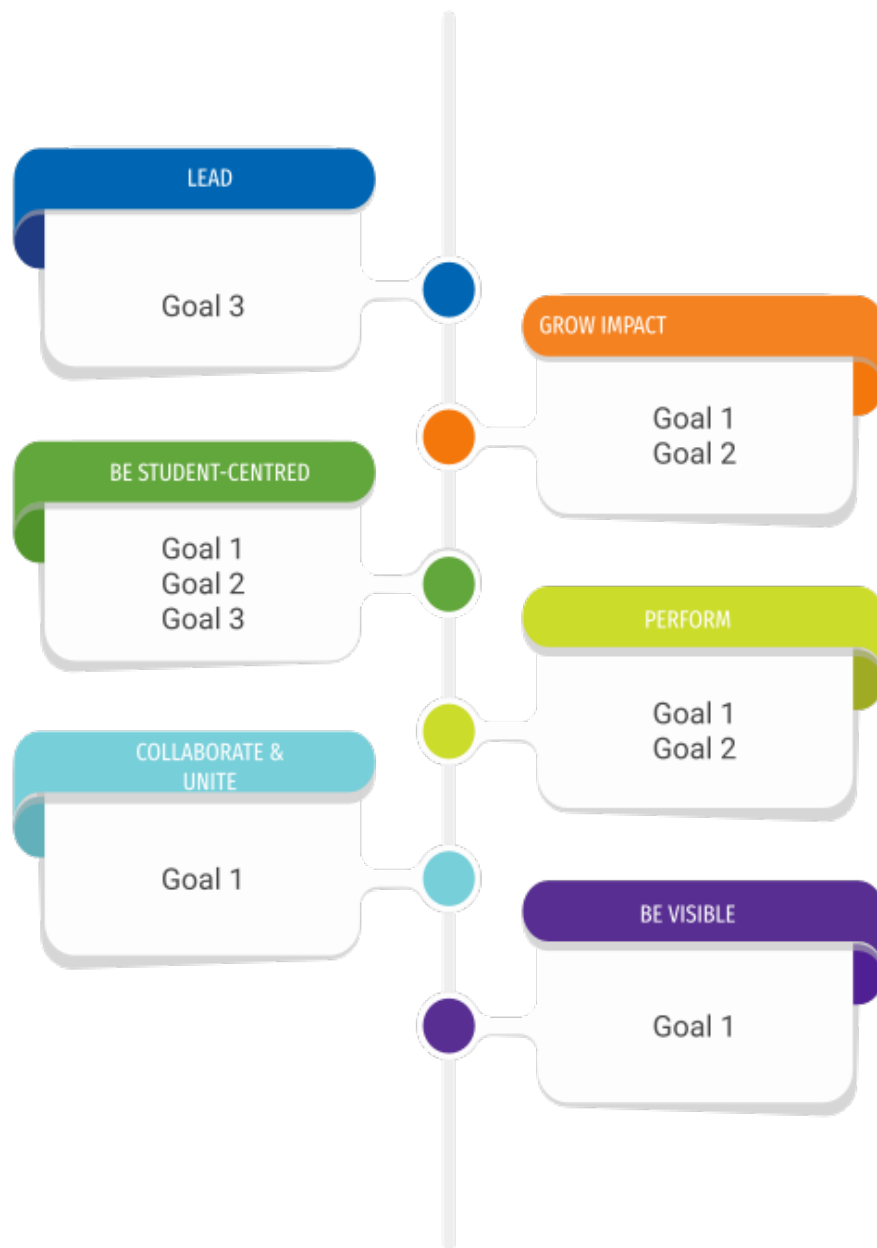 LEAD
Goal 3
GROW IMPACT
Goal 1
Goal 2
BE STUDENT-CENTRED
Goal 1
Goal 2
Goal 3
PERFORM
Goal 1
Goal 2
COLLABORATE &
UNITE
Goal 1
BE VISIBLE
Goal 1